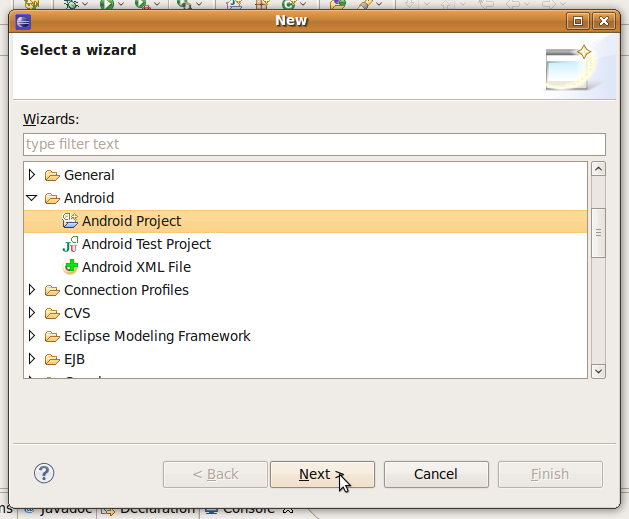 New
Select a wizard
Wizards:
type filter text
General
Android
Android Project
Android Test Project
Android XML File
Connection Profiles
CVS
Eclipse Modeling Framework
EJB
< Back
Next >
Cancel
Finish
Javadoc Declaration Console